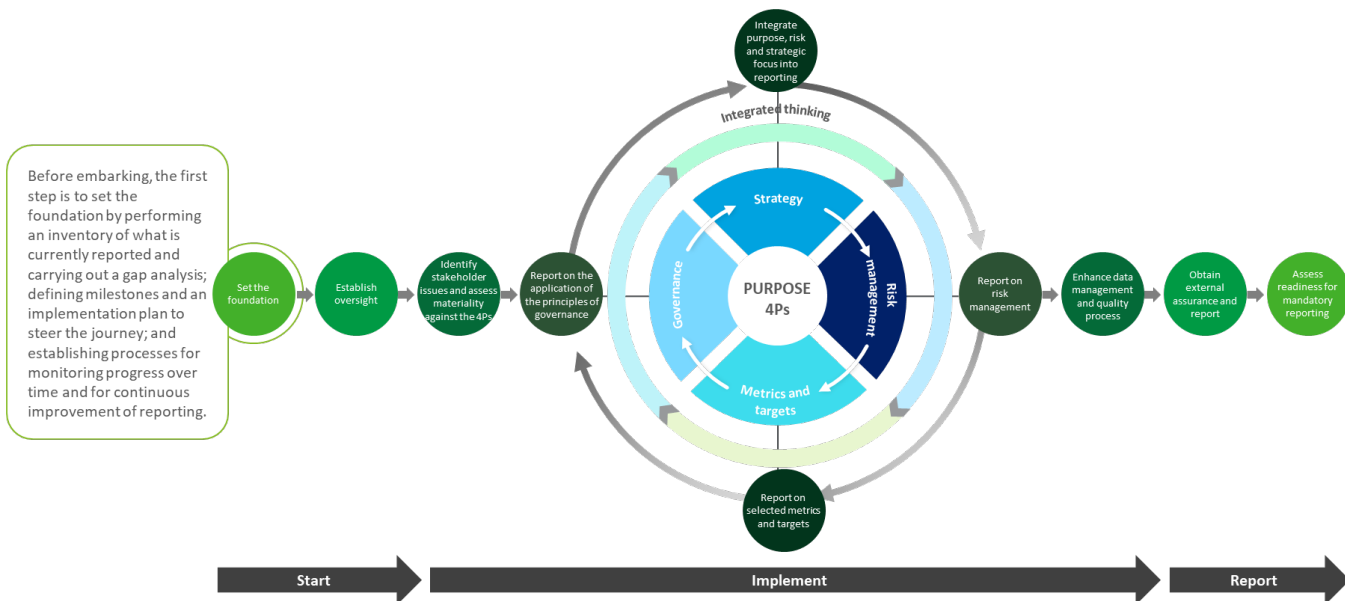 Integrate
purpose, risk
and strategic
focus into
reporting
Integrated thinking
Before embarking, the first
step is to set the
foundation by performing
an inventory of what is
currently reported and
carrying out a gap analysis;
defining milestones and an
implementation plan to
steer the journey; and
establishing processes for
monitoring progress over
time and for continuous
improvement of reporting.
Set the
foundation
Establish
oversight
Identify
stakeholder
issues and assess
materiality
against the 4Ps
Report on the
application of
the principles of
governance
Strategy
Governance
PURPOSE
4Ps
Risk
management
Metrics and
targets
Report on
risk
management
Enhance data
management
and quality
process
Obtain
external
assurance and
report
Assess
readiness for
mandatory
reporting
Report on
selected metrics
and targets
Start
Implement
Report